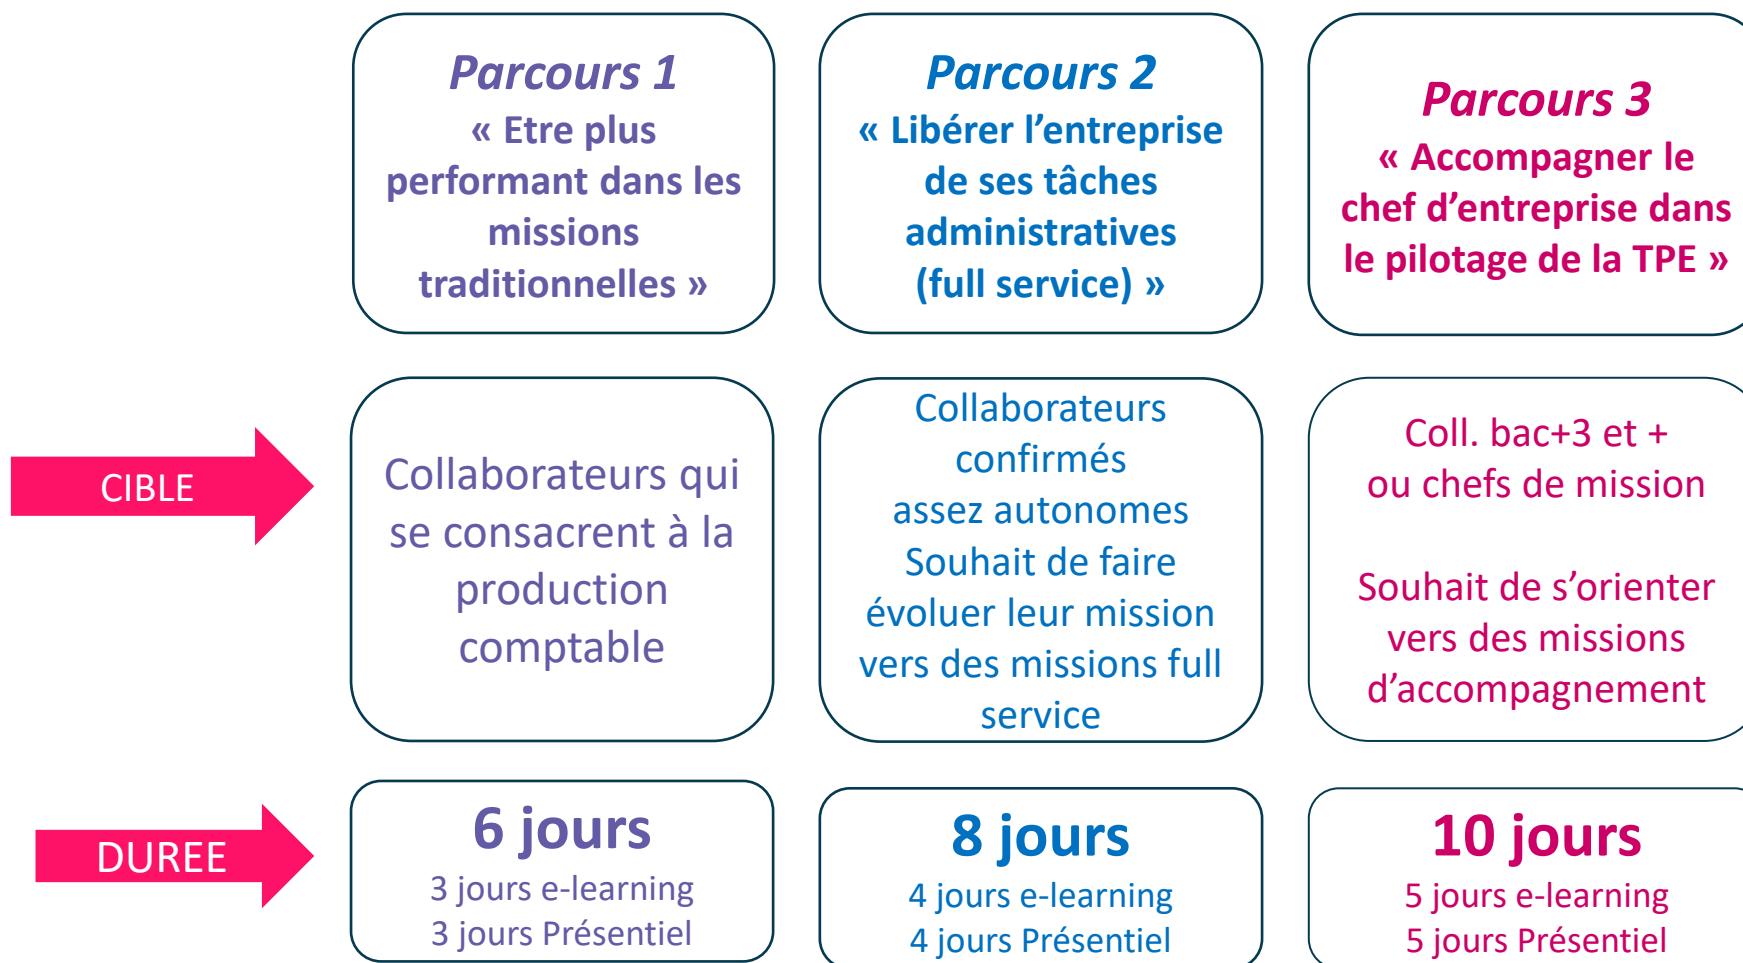 Parcours 1
« Etre plus
performant dans les
missions
traditionnelles »
Parcours 2
« Libérer l’entreprise
de ses tâches
administratives
(full service) »
Parcours 3
« Accompagner le
chef d’entreprise dans
le pilotage de la TPE »
CIBLE
Collaborateurs qui
se consacrent à la
production
comptable
Collaborateurs
confirmés
assez autonomes
Souhait de faire
évoluer leur mission
vers des missions full
service
Coll. bac+3 et +
ou chefs de mission
Souhait de s’orienter
vers des missions
d’accompagnement
DUREE
6 jours
3 jours e-learning
3 jours Présentiel
8 jours
4 jours e-learning
4 jours Présentiel
10 jours
5 jours e-learning
5 jours Présentiel